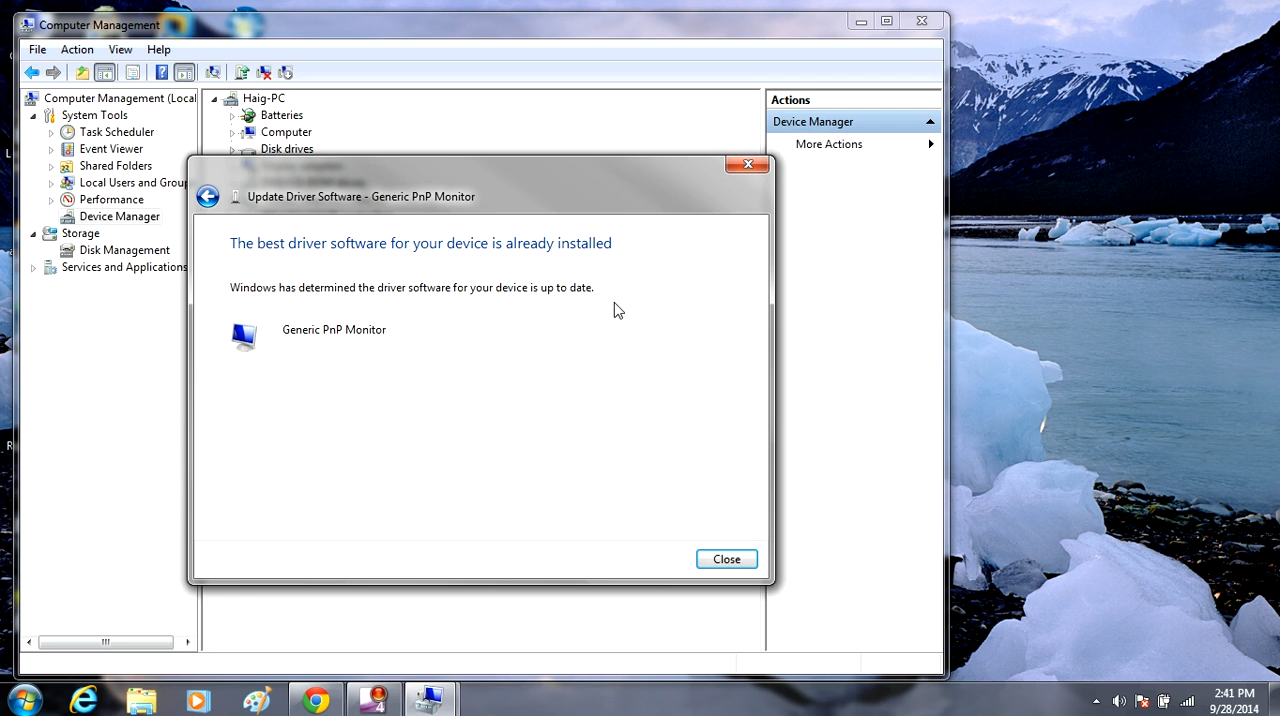 Computer Management
File Action View Help
Computer Management (Local
System Tools
Task Scheduler
Event Viewer
Shared Folders
Local Users and Group
Performance
Device Manager
Storage
Disk Management
Services and Applications
Haig-PC
Batteries
Computer
Disk drives
Actions
Device Manager
More Actions
Update Driver Software - Generic PnP Monitor
The best driver software for your device is already installed
Windows has determined the driver software for your device is up to date.
Generic PnP Monitor
Close
L
R
4
2:41 PM
9/28/2014